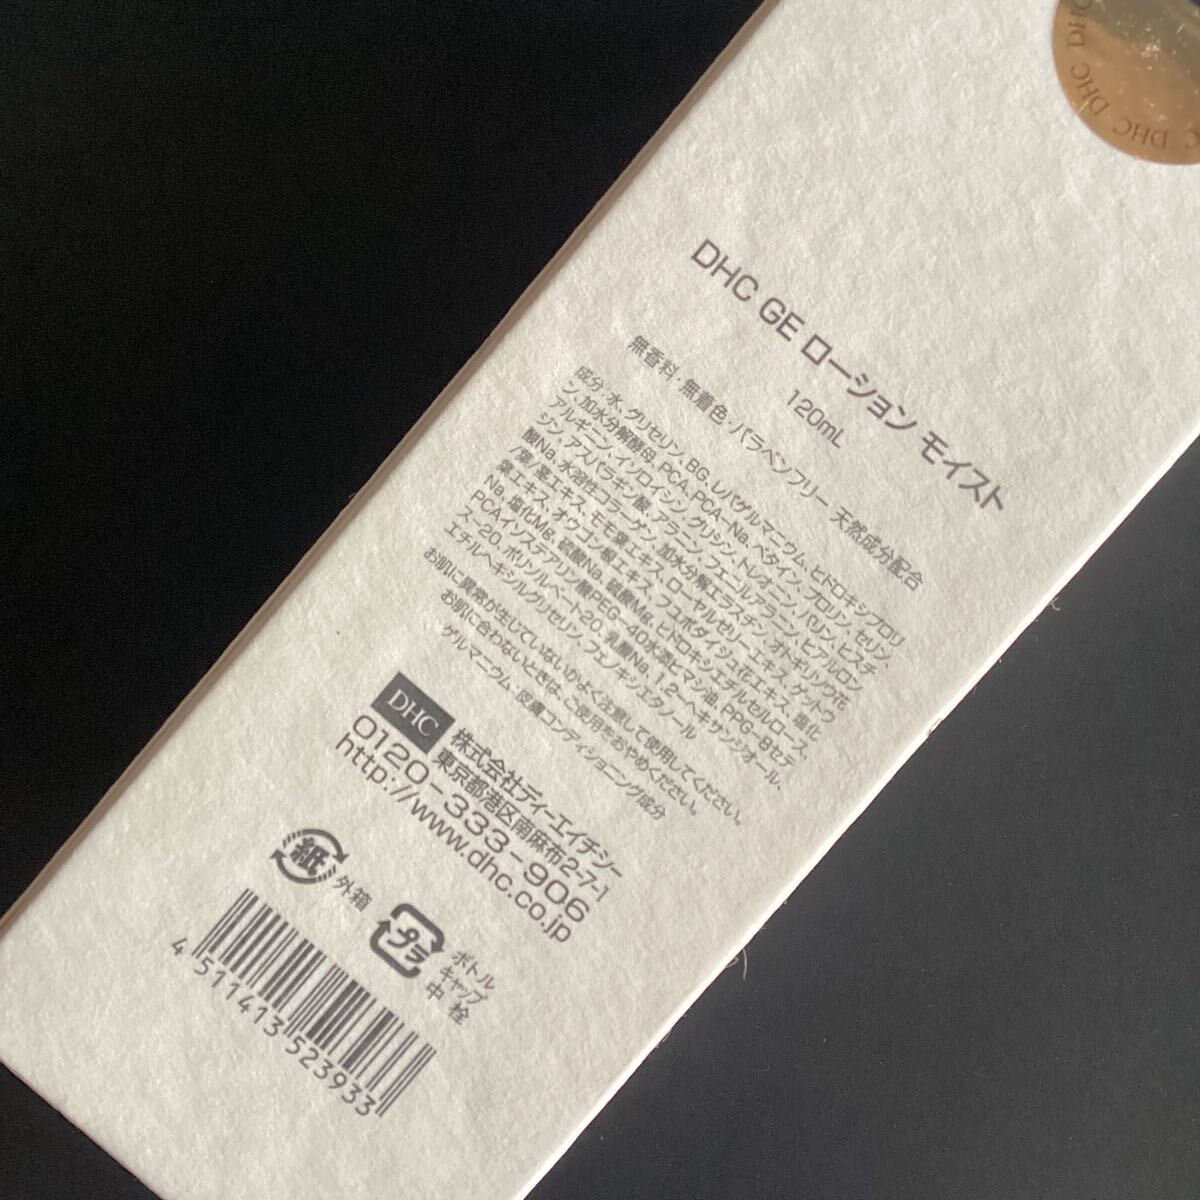 DHC DHC DHC DHC
DHC GE ローション モイスト
120mL
無香料・無着色・パラベンフリー 天然成分配合
成分:水、グリセリン、BG、レパゲルマニウム、ヒドロキシプロリ
ン、加水分解酵母、PCA、PCA-Na、ベタイン、プロリン、セリン、
アルギニン、イソロイシン、グリシン、トレオニン、バリン、ヒスチ
ジン、アスパラギン酸、アラニン、フェニルアラニン、ヒアルロン
酸Na、水溶性コラーゲン、加水分解エラスチン、オトギリソウ花
/葉/茎エキス、モモ葉エキス、ローヤルゼリーエキス、ゲットウ
葉エキス、オウゴン根エキス、フユボダイジュ花エキス、塩化
Na、塩化Mg、硫酸Na、硫酸Mg、ヒドロキシエチルセルロース、
PCAイソステアリン酸PEG-40水添ヒマシ油、PPG-8セテ
ス-20、ポリソルベート20、乳酸Na、1,2-ヘキサンジオール、
エチルヘキシルグリセリン、フェノキシエタノール
お肌に異常が生じていないかよく注意して使用してください。
お肌に合わないときは、ご使用をおやめください。
ゲルマニウム:皮膚コンディショニング成分
DHC
株式会社ディーエイチシー
東京都港区南麻布2-7-1
0120-333-906
http://www.dhc.co.jp
紙 外箱
プラ ボトル
キャップ
中栓
4 511413 523933